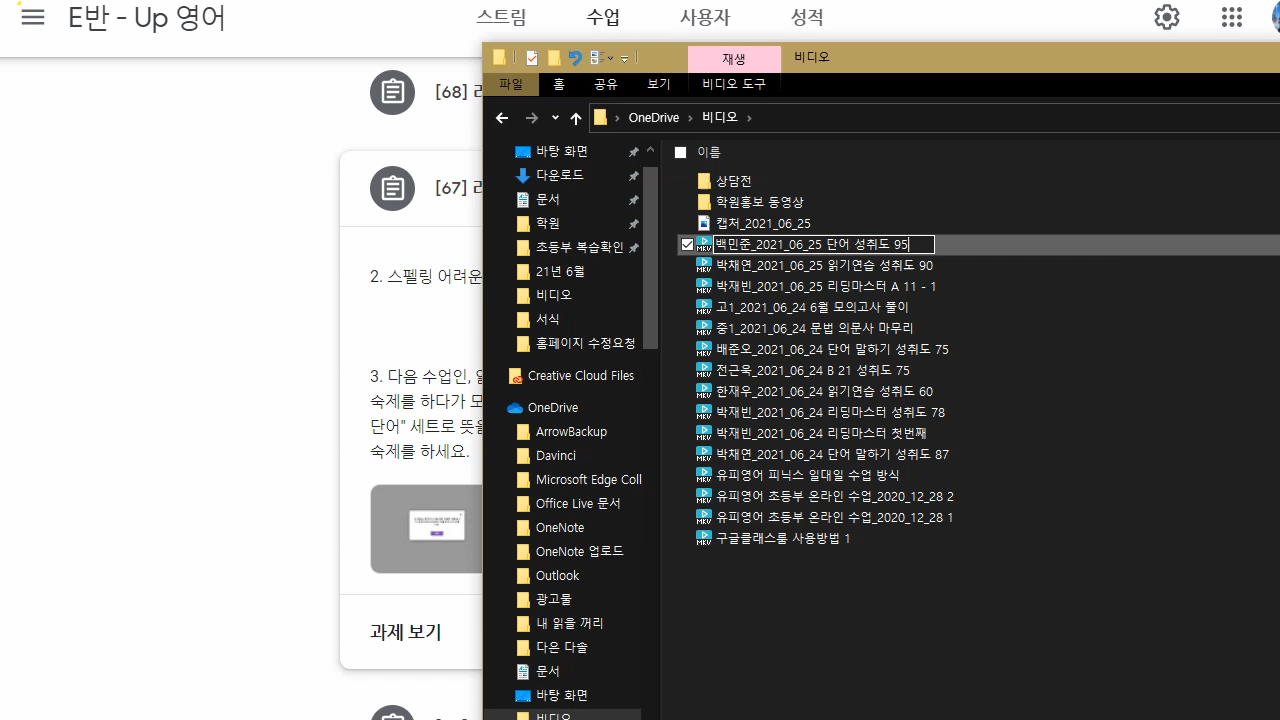 E반 - Up 영어
스트림
수업
사용자
성적
[68]
[67]
2. 스펠링 어려운
3. 다음 수업인,
숙제를 하다가
단어" 세트로 뜻을
숙제를 하세요.
과제 보기
재생
비디오
파일
홈
공유
보기
비디오 도구
OneDrive
비디오
바탕 화면
다운로드
문서
학원
초등부 복습확인
21년 6월
비디오
서식
홈페이지 수정요청
Creative Cloud Files
OneDrive
ArrowBackup
Davinci
Microsoft Edge Coll
Office Live 문서
OneNote
OneNote 업로드
Outlook
광고물
내 읽을 꺼리
다은 다솔
문서
바탕 화면
비디오
이름
상담전
학원홍보 동영상
캡처_2021_06_25
백민준_2021_06_25 단어 성취도 95
박채연_2021_06_25 읽기연습 성취도 90
박재빈_2021_06_25 리딩마스터 A 11 - 1
고1_2021_06_24 6월 모의고사 풀이
중1_2021_06_24 문법 의문사 마무리
배준오_2021_06_24 단어 말하기 성취도 75
전근욱_2021_06_24 B 21 성취도 75
한재우_2021_06_24 읽기연습 성취도 60
박재빈_2021_06_24 리딩마스터 성취도 78
박재빈_2021_06_24 리딩마스터 첫번째
박채연_2021_06_24 단어 말하기 성취도 87
유피영어 피닉스 일대일 수업 방식
유피영어 초등부 온라인 수업_2020_12_28 2
유피영어 초등부 온라인 수업_2020_12_28 1
구글클래스룸 사용방법 1